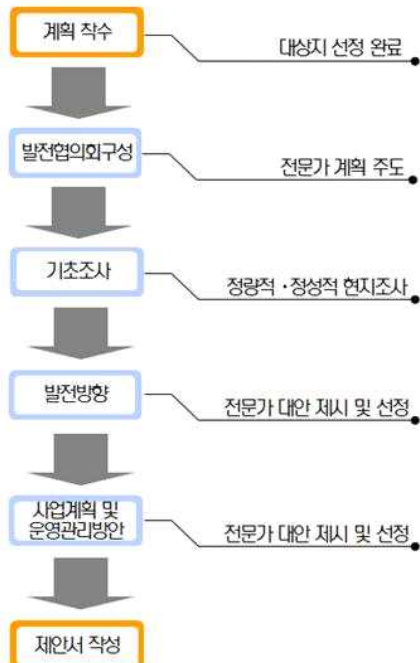 계획 착수
대상지 선정 완료
발전협의회구성
전문가 계획 주도
기초조사
정량적 · 정성적 현지조사
발전방향
전문가 대안 제시 및 선정
사업계획 및
운영관리방안
전문가 대안 제시 및 선정
제안서 작성